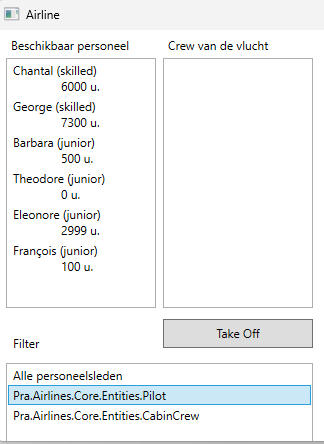 Airline
Beschikbaar personeel
Crew van de vlucht
Chantal (skilled)
6000 u.
George (skilled)
7300 u.
Barbara (junior)
500 u.
Theodore (junior)
0 u.
Eleonore (junior)
2999 u.
François (junior)
100 u.
Take Off
Filter
Alle personeelsleden
Pra.Airlines.Core.Entities.Pilot
Pra.Airlines.Core.Entities.CabinCrew